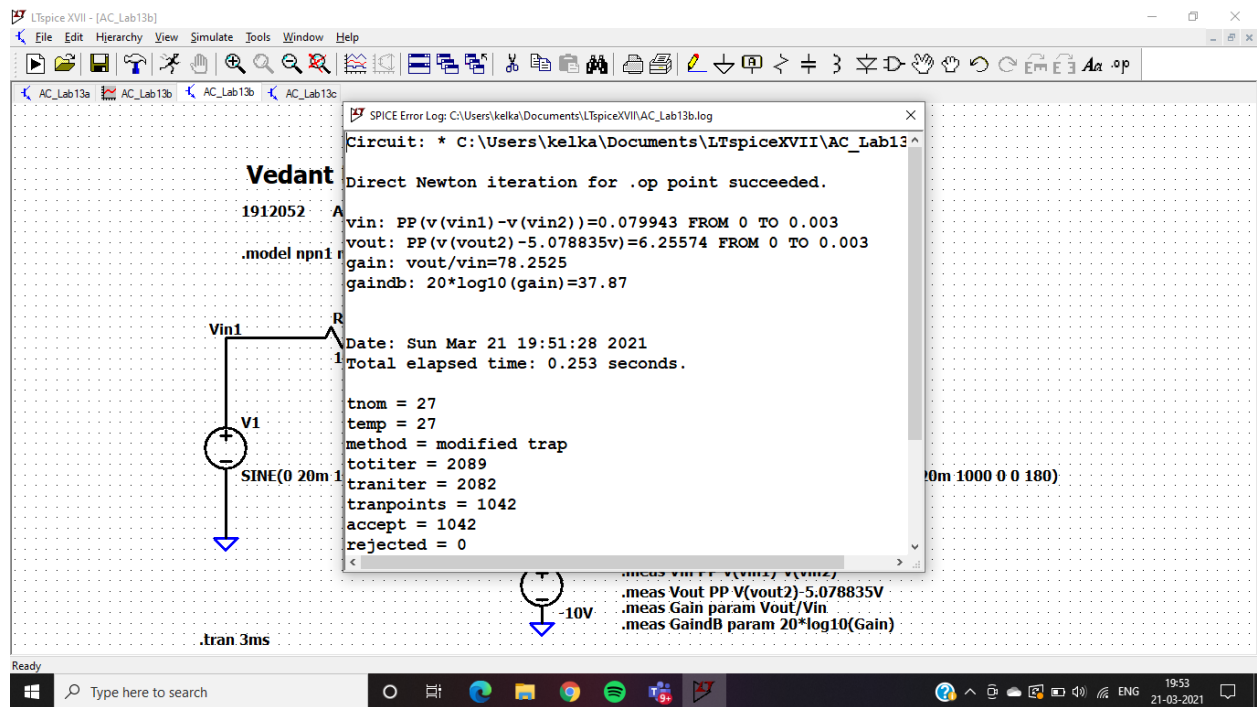 LTspice XVII - [AC_Lab13b]
File Edit Hierarchy View Simulate Tools Window Help
AC_Lab13a AC_Lab13b AC_Lab13b AC_Lab13c
SPICE Error Log: C:\Users\kelka\Documents\LTspiceXVII\AC_Lab13b.log
Circuit: * C:\Users\kelka\Documents\LTspiceXVII\AC_Lab13
Vedant
Direct Newton iteration for .op point succeeded.
1912052 A
vin: PP(v(vin1)-v(vin2))=0.079943 FROM 0 TO 0.003
vout: PP(v(vout2)-5.078835v)=6.25574 FROM 0 TO 0.003
.model npn1 n
gain: vout/vin=78.2525
gaindb: 20*log10(gain)=37.87
R
Vin1
Date: Sun Mar 21 19:51:28 2021
1
Total elapsed time: 0.253 seconds.
tnom = 27
V1
temp = 27
method = modified trap
totiter = 2089
SINE(0 20m 1
20m 1000 0 0 180)
traniter = 2082
tranpoints = 1042
accept = 1042
rejected = 0
.meas Vin PP V(vin1)-V(vin2)
.meas Vout PP V(vout2)-5.078835V
-10V
.meas Gain param Vout/Vin
.meas GaindB param 20*log10(Gain)
.tran 3ms
Ready
Type here to search
9+
ENG
19:53
21-03-2021